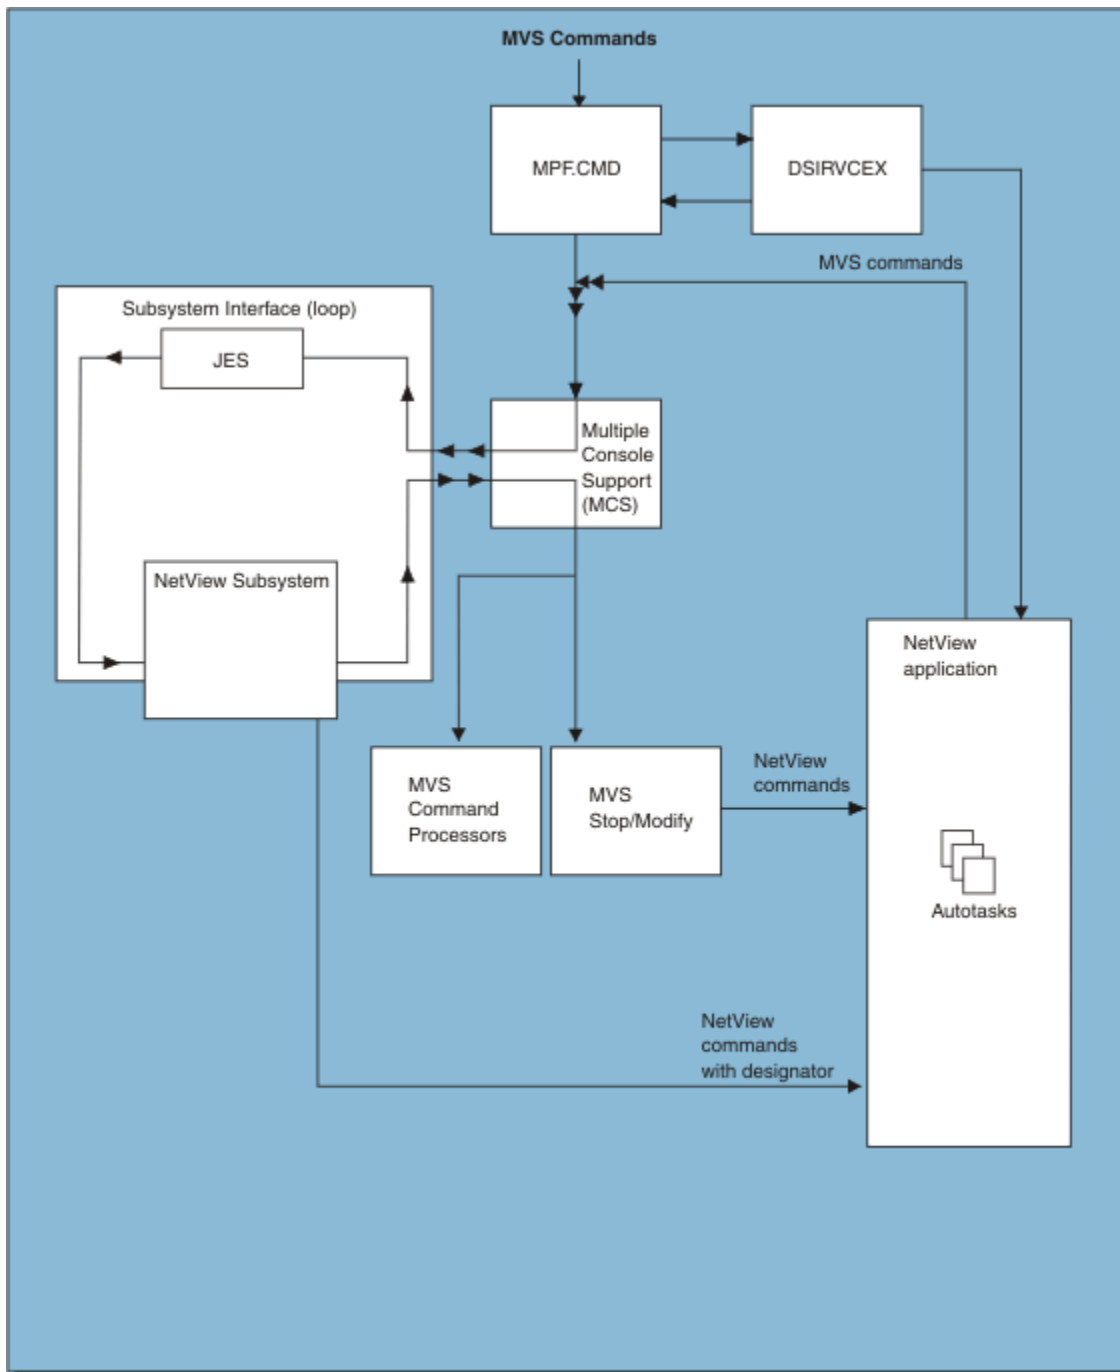 MVS Commands
MPF.CMD
DSIRVCEX
MVS commands
Subsystem Interface (loop)
JES
Multiple
Console
Support
(MCS)
NetView Subsystem
NetView
application
MVS
Command
Processors
MVS
Stop/Modify
NetView
commands
Autotasks
NetView
commands
with designator